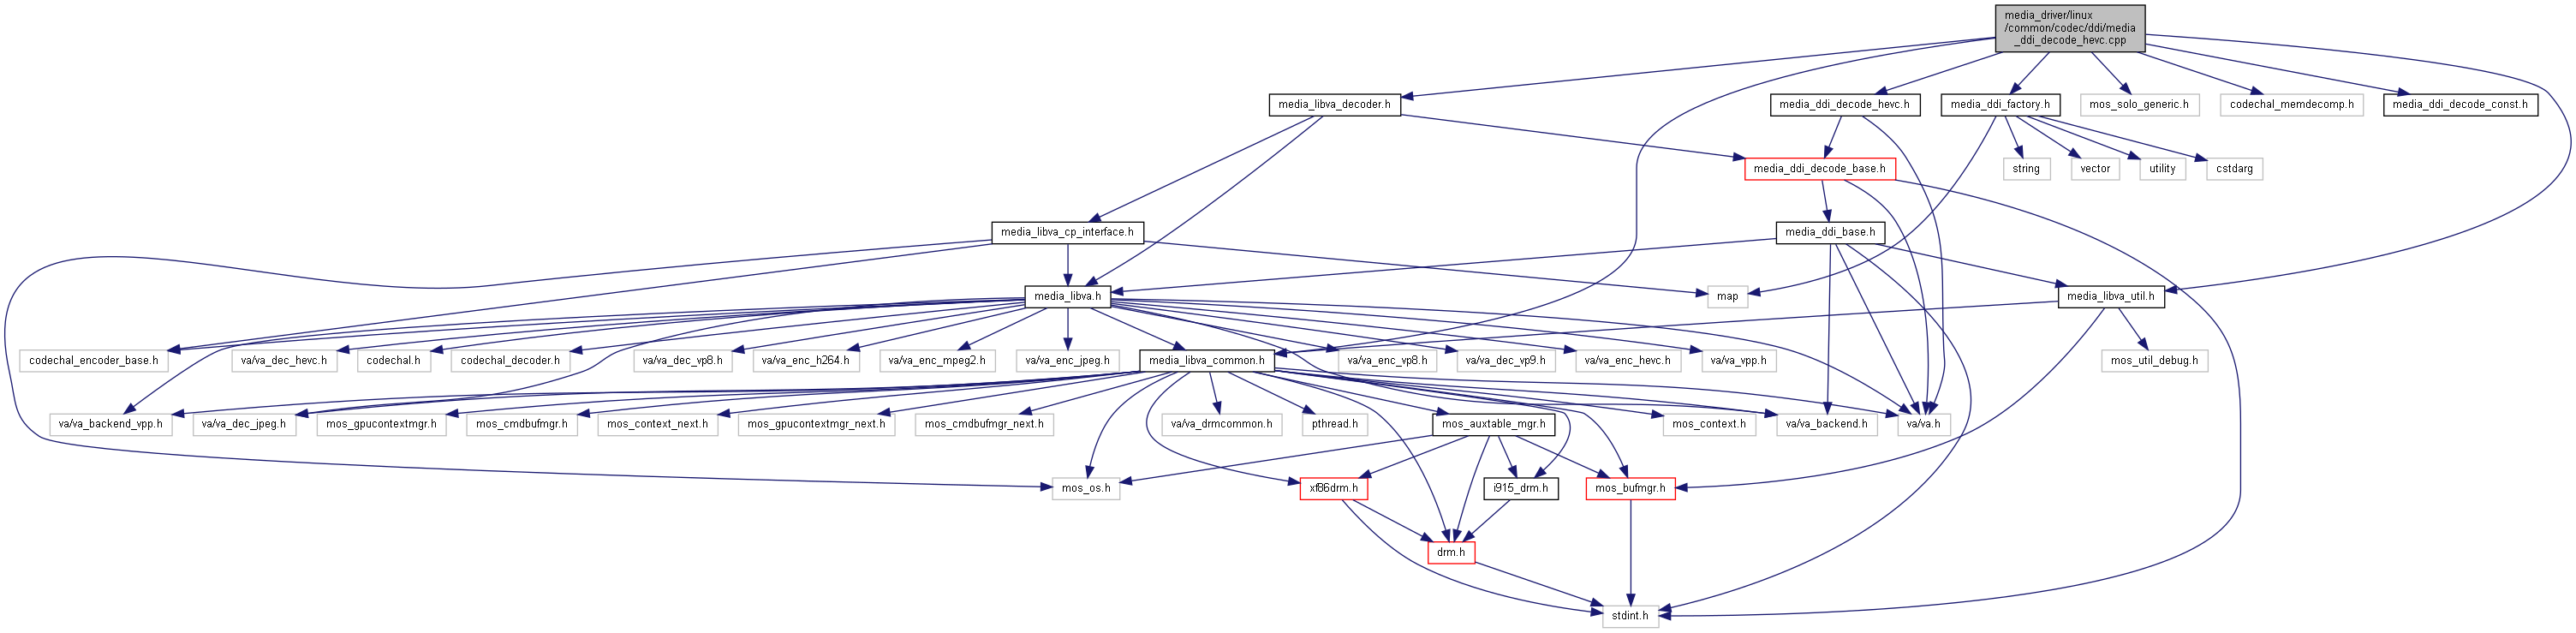 media_driver/linux
/common/codec/ddi/media
_ddi_decode_hevc.cpp
media_libva_decoder.h
media_ddi_decode_hevc.h
media_ddi_factory.h
mos_solo_generic.h
codechal_memdecomp.h
media_ddi_decode_const.h
media_ddi_decode_base.h
string
vector
utility
cstdarg
media_libva_cp_interface.h
media_ddi_base.h
media_libva.h
map
media_libva_util.h
codechal_encoder_base.h
va/va_dec_hevc.h
codechal.h
codechal_decoder.h
va/va_dec_vp8.h
va/va_enc_h264.h
va/va_enc_mpeg2.h
va/va_enc_jpeg.h
media_libva_common.h
va/va_enc_vp8.h
va/va_dec_vp9.h
va/va_enc_hevc.h
va/va_vpp.h
mos_util_debug.h
va/va_backend_vpp.h
va/va_dec_jpeg.h
mos_gpucontextmgr.h
mos_cmdbufmgr.h
mos_context_next.h
mos_gpucontextmgr_next.h
mos_cmdbufmgr_next.h
va/va_drmcommon.h
pthread.h
mos_auxtable_mgr.h
mos_context.h
va/va_backend.h
va/va.h
mos_os.h
xf86drm.h
i915_drm.h
mos_bufmgr.h
drm.h
stdint.h